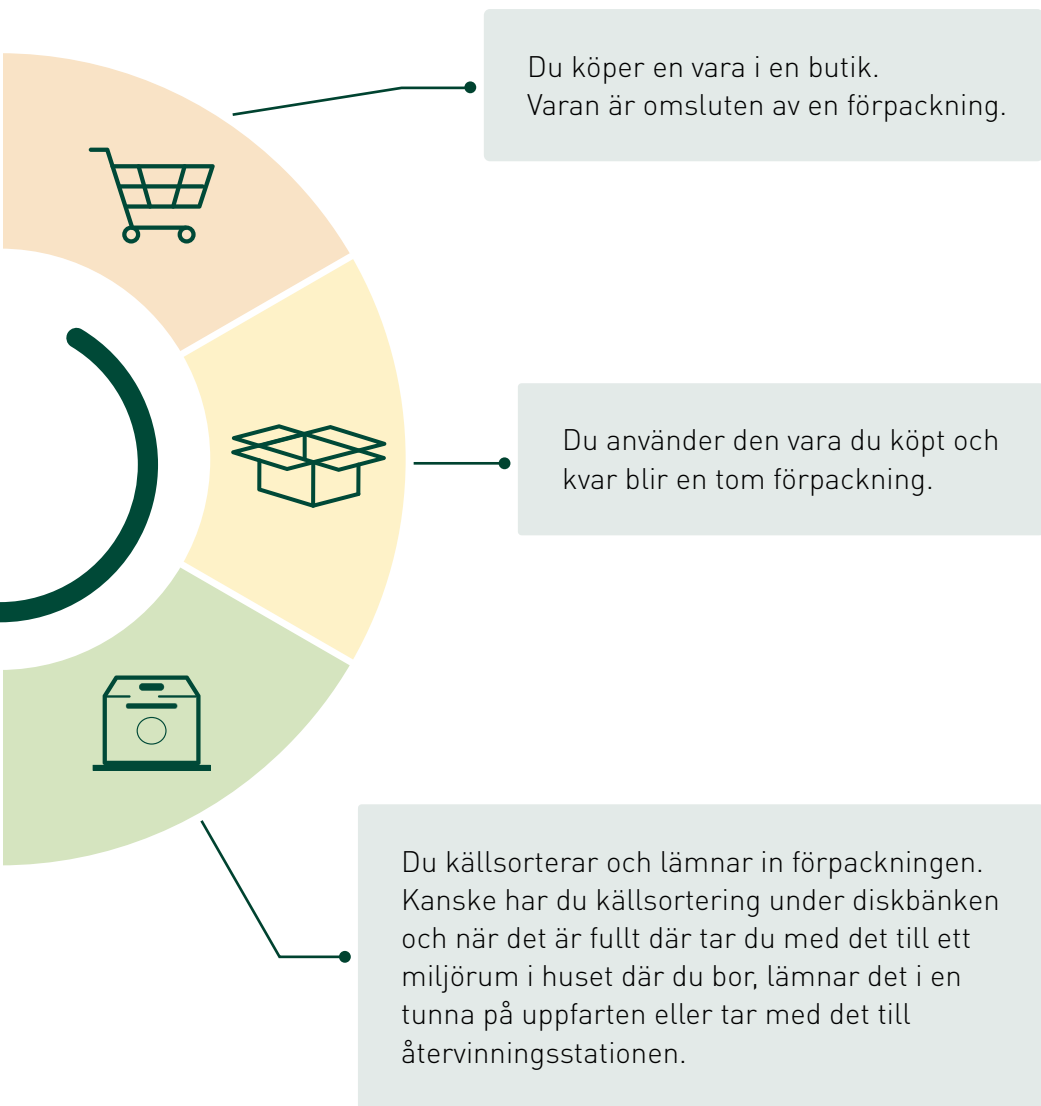 Du köper en vara i en butik.
Varan är omsluten av en förpackning.
Du använder den vara du köpt och
kvar blir en tom förpackning.
Du källsorterar och lämnar in förpackningen.
Kanske har du källsortering under diskbänken
och när det är fullt där tar du med det till ett
miljörum i huset där du bor, lämnar det i en
tunna på uppfarten eller tar med det till
återvinningsstationen.